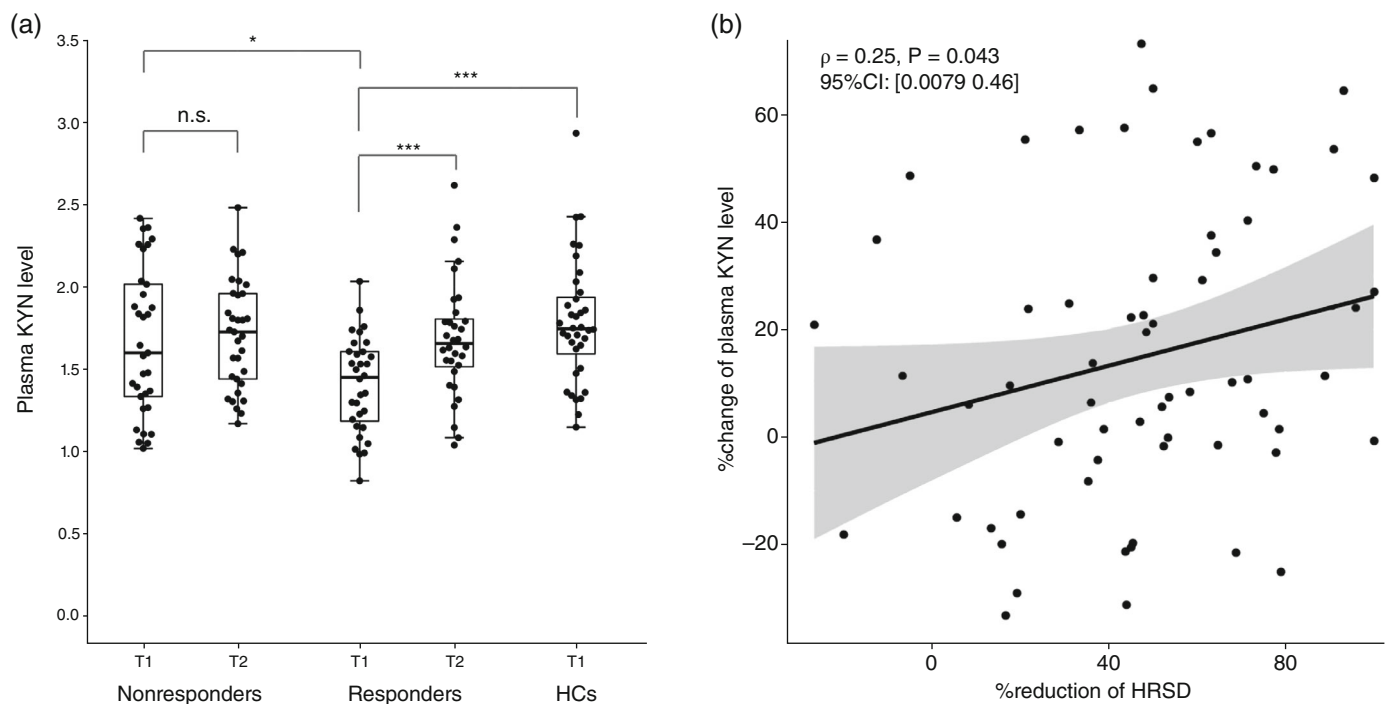 (a)
Plasma KYN level
3.5
3.0
2.5
2.0
1.5
1.0
0.5
0.0
*
***
n.s.
***
T1 T2 T1 T2 T1
Nonresponders Responders HCs
(b)
ρ = 0.25, P = 0.043
95%CI: [0.0079 0.46]
%change of plasma KYN level
60
40
20
0
−20
0 40 80
%reduction of HRSD